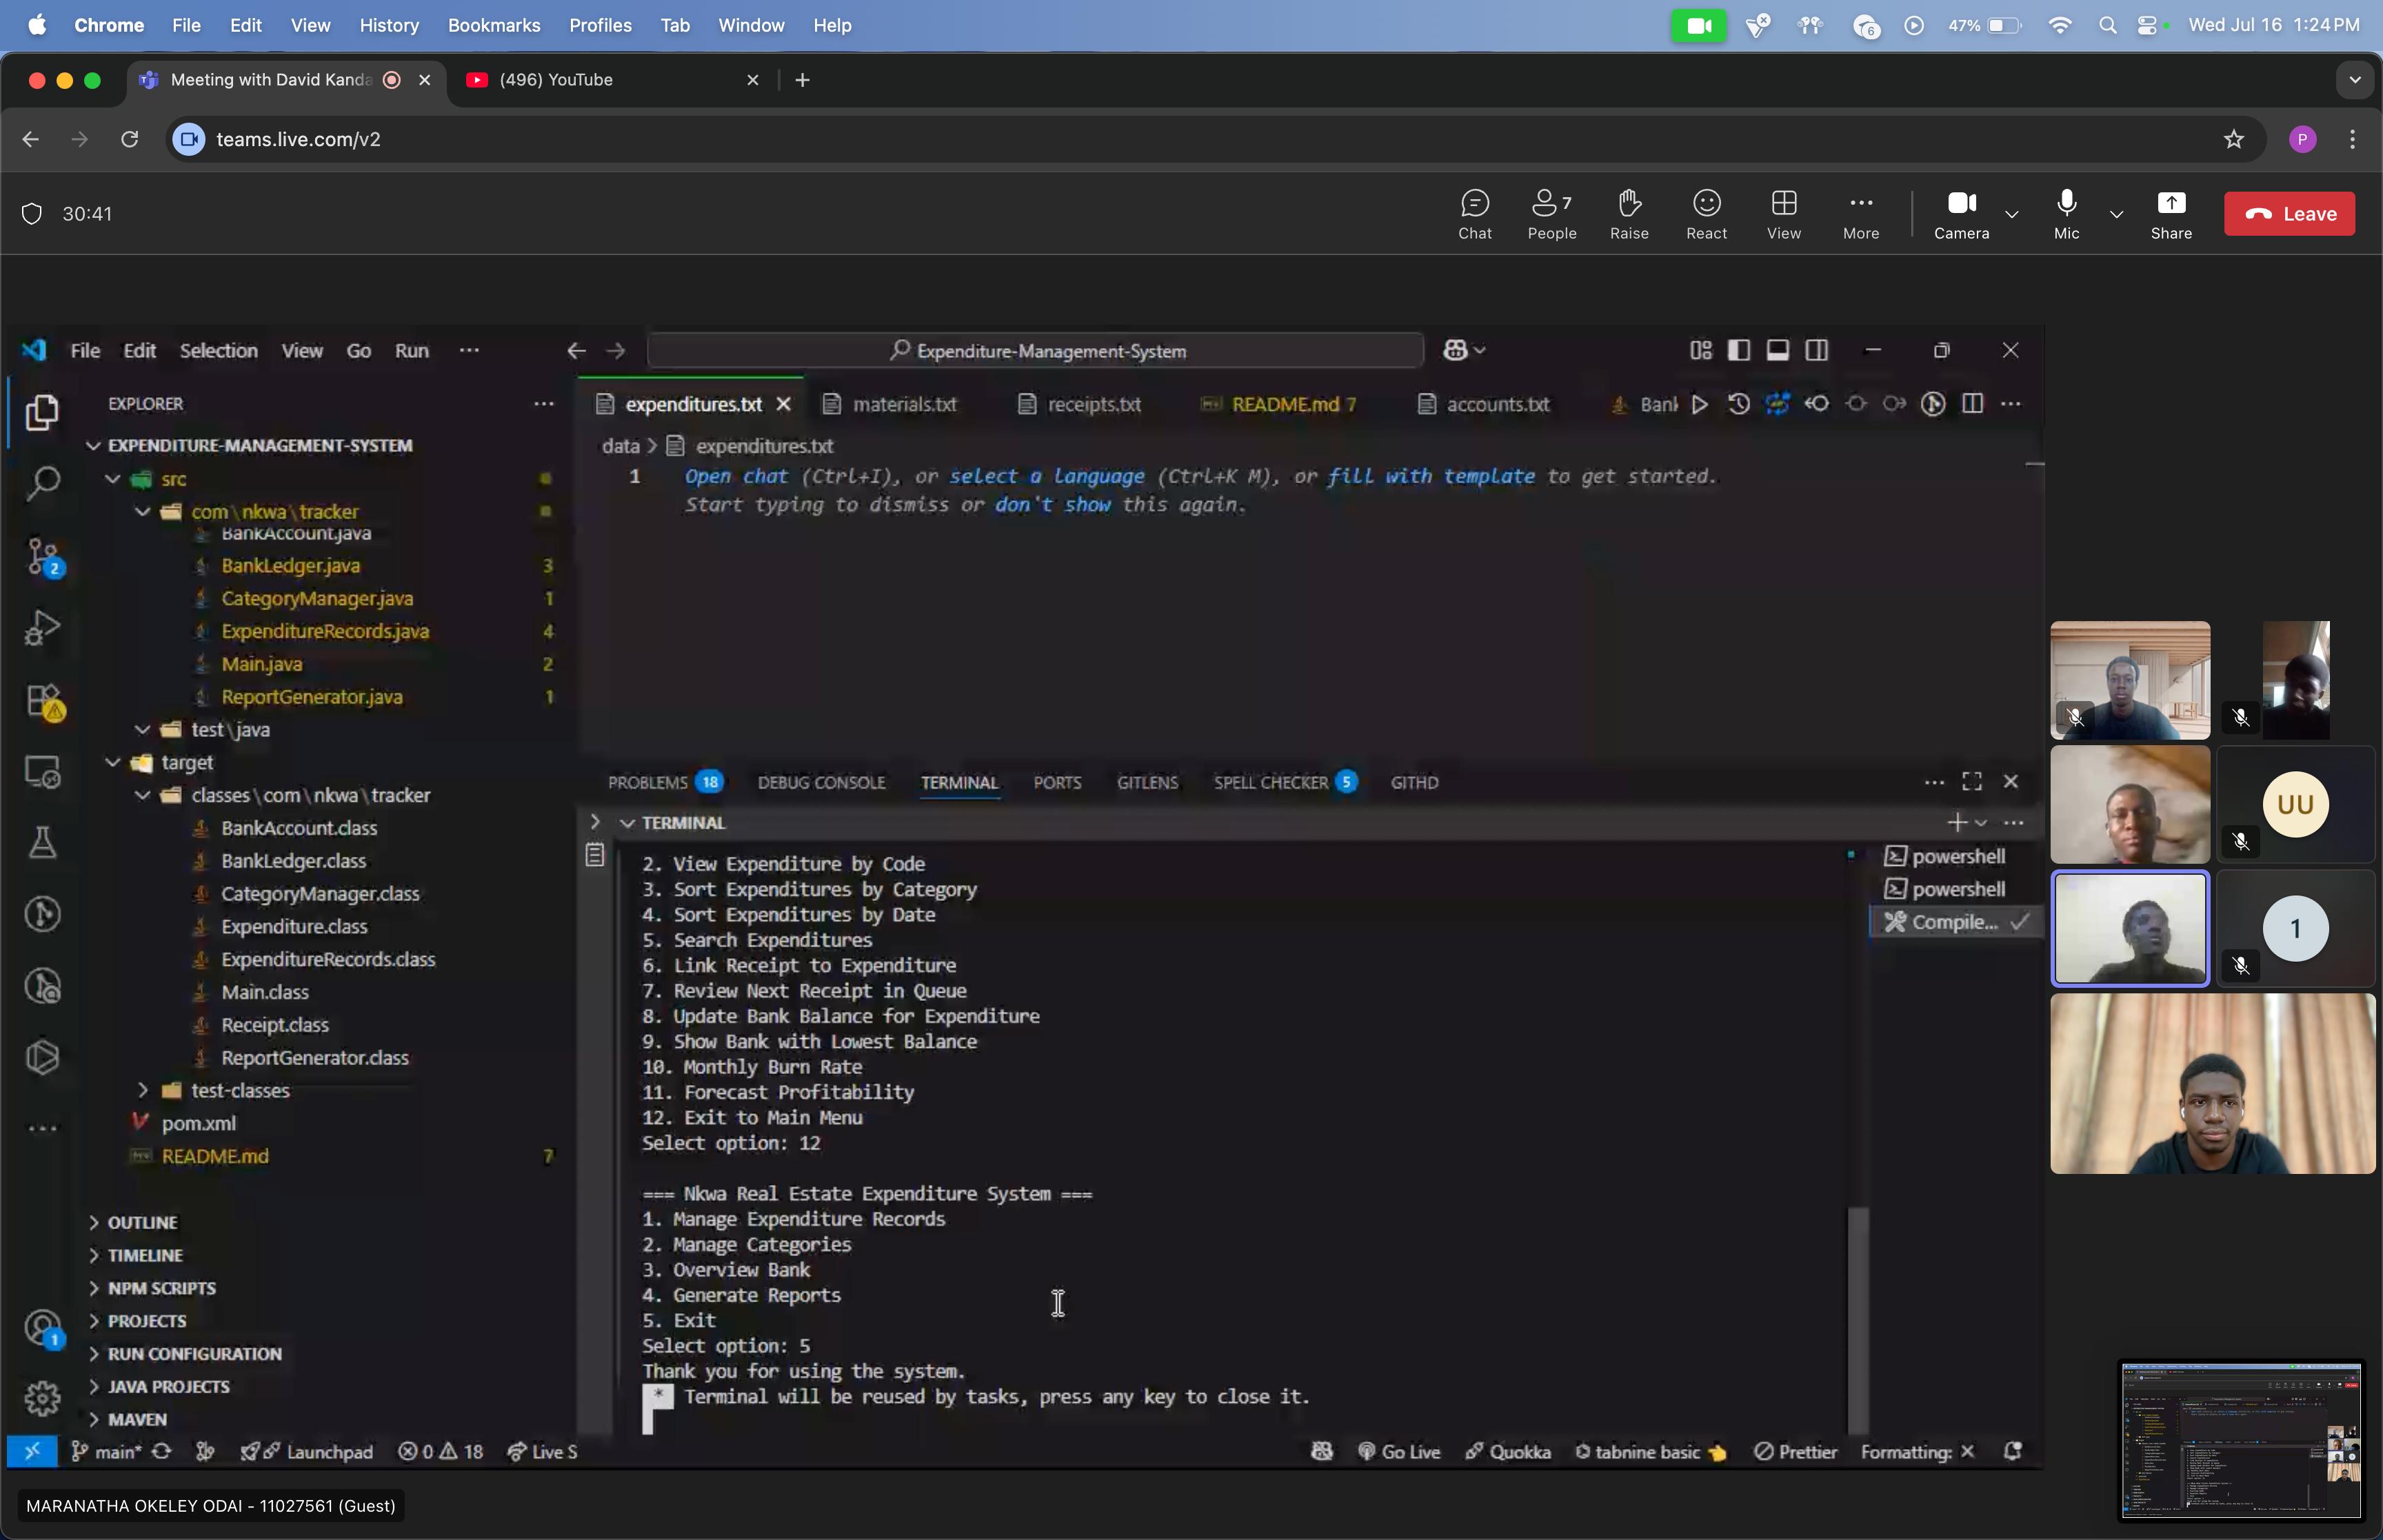 Chrome File Edit View History Bookmarks Profiles Tab Window Help
6 47% Wed Jul 16 1:24 PM
Meeting with David Kanda
(496) YouTube
teams.live.com/v2
P
30:41
7
Chat People Raise React View More Camera Mic Share Leave
File Edit Selection View Go Run ...
Expenditure-Management-System
EXPLORER
expenditures.txt materials.txt receipts.txt README.md 7 accounts.txt Bank
EXPENDITURE-MANAGEMENT-SYSTEM
data > expenditures.txt
1 Open chat (Ctrl+I), or select a language (Ctrl+K M), or fill with template to get started.
Start typing to dismiss or don't show this again.
src
com\nkwa\tracker
BankAccount.java
BankLedger.java 3
CategoryManager.java 1
ExpenditureRecords.java 4
Main.java 2
ReportGenerator.java 1
test\java
target
classes\com\nkwa\tracker
BankAccount.class
BankLedger.class
CategoryManager.class
Expenditure.class
ExpenditureRecords.class
Main.class
Receipt.class
ReportGenerator.class
test-classes
pom.xml
README.md 7
OUTLINE
TIMELINE
NPM SCRIPTS
PROJECTS
RUN CONFIGURATION
JAVA PROJECTS
MAVEN
2
1
PROBLEMS 18 DEBUG CONSOLE TERMINAL PORTS GITLENS SPELL CHECKER 5 GITHD
TERMINAL
2. View Expenditure by Code
3. Sort Expenditures by Category
4. Sort Expenditures by Date
5. Search Expenditures
6. Link Receipt to Expenditure
7. Review Next Receipt in Queue
8. Update Bank Balance for Expenditure
9. Show Bank with Lowest Balance
10. Monthly Burn Rate
11. Forecast Profitability
12. Exit to Main Menu
Select option: 12
=== Nkwa Real Estate Expenditure System ===
1. Manage Expenditure Records
2. Manage Categories
3. Overview Bank
4. Generate Reports
5. Exit
Select option: 5
Thank you for using the system.
* Terminal will be reused by tasks, press any key to close it.
powershell
powershell
Compile...
main* Launchpad 0 18 Live S
Go Live Quokka tabnine basic Prettier Formatting:
UU
1
MARANATHA OKELEY ODAI - 11027561 (Guest)